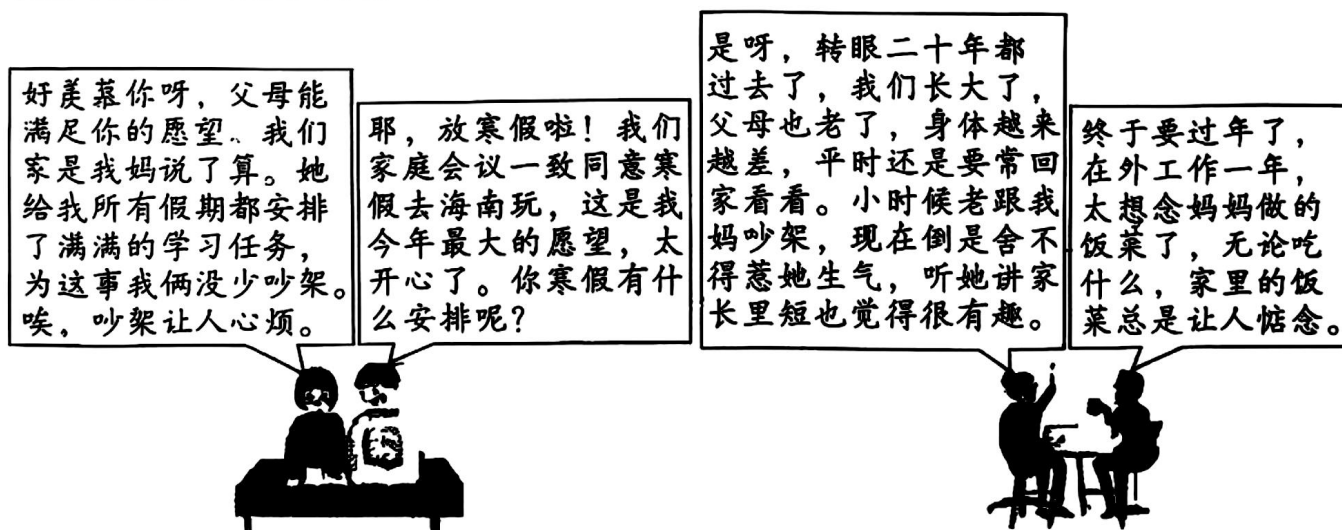 好羡慕你呀，父母能
满足你的愿望、我们
家是我妈说了算。她
给我所有假期都安排
了满满的学习任务，
为这事我俩没少吵架。
唉，吵架让人心烦。
耶，放寒假啦！我们
家庭会议一致同意寒
假去海南玩，这是我
今年最大的愿望，太
开心了。你寒假有什
么安排呢？
是呀，转眼二十年都
过去了，我们长大了，
父母也老了，身体越来
越差，平时还是要常回
家看看。小时候老跟我
妈吵架，现在倒是舍不
得惹她生气，听她讲家
长里短也觉得很有趣。
终于要过年了，
在外工作一年，
太想念妈妈做的
饭菜了，无论吃
什么，家里的饭
菜总是让人惦念。